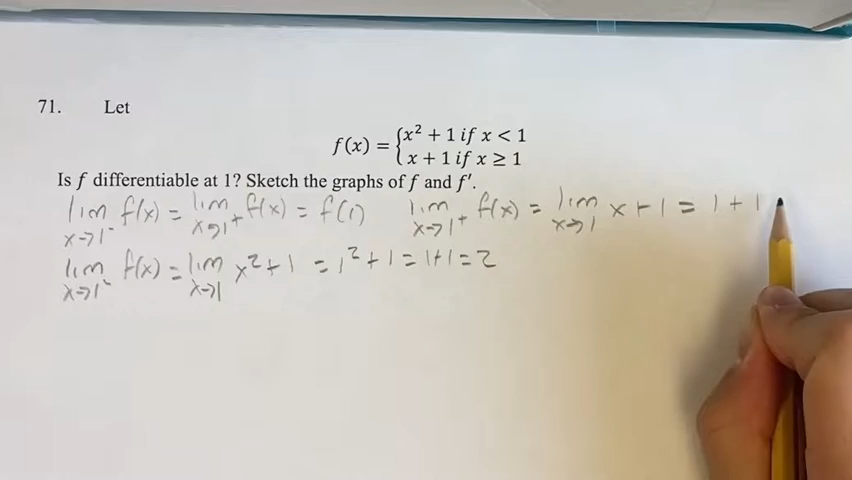 71. Let
f(x) = {x² + 1 if x < 1
x + 1 if x ≥ 1
Is f differentiable at 1? Sketch the graphs of f and f′.
lim x→1⁻ f(x) = lim x→1⁺ f(x) = f(1)
lim x→1⁺ f(x) = lim x→1 x + 1 = 1 + 1
lim x→1⁻ f(x) = lim x→1 x² + 1 = 1² + 1 = 1+1 = 2